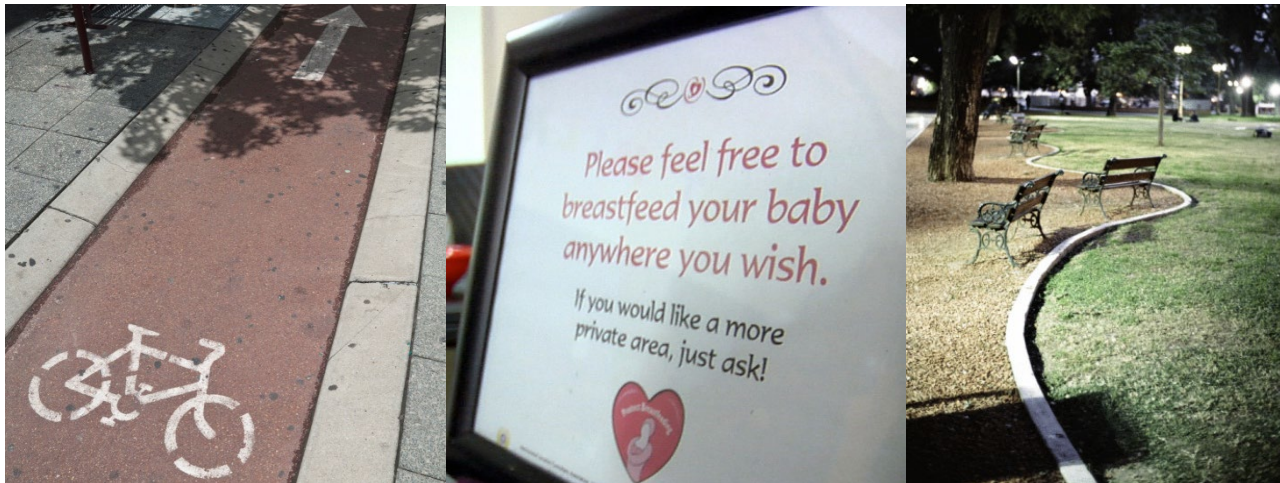 Please feel free to
breastfeed your baby
anywhere you wish.
If you would like a more
private area, just ask!